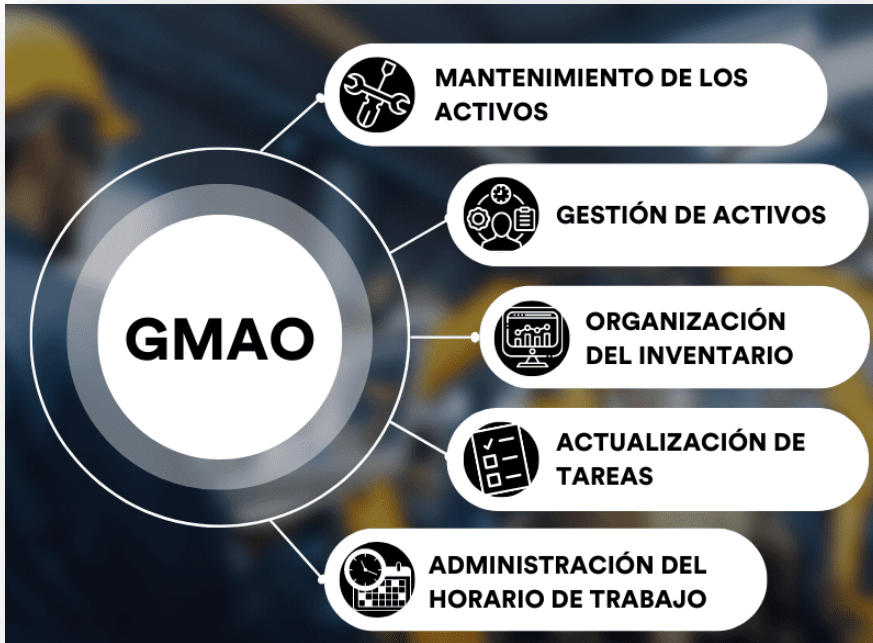 GMAO
MANTENIMIENTO DE LOS
ACTIVOS
GESTIÓN DE ACTIVOS
ORGANIZACIÓN
DEL INVENTARIO
ACTUALIZACIÓN DE
TAREAS
ADMINISTRACIÓN DEL
HORARIO DE TRABAJO